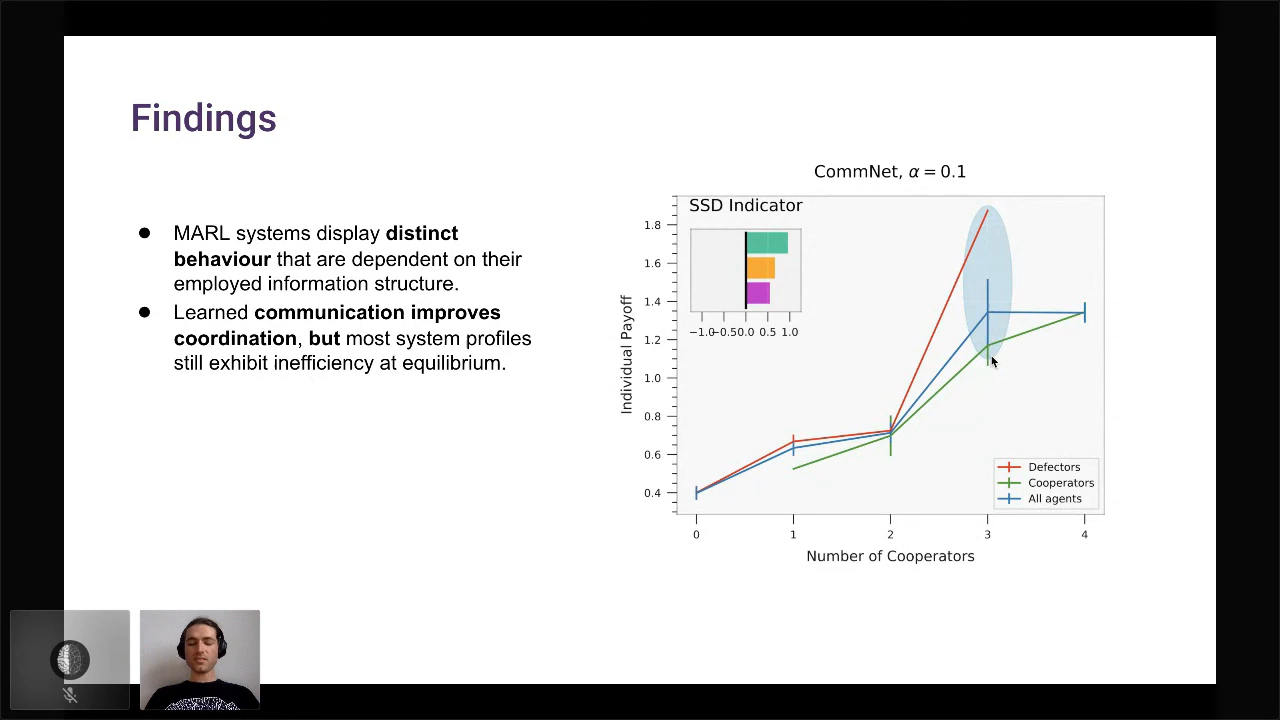 Findings
● MARL systems display distinct
behaviour that are dependent on their
employed information structure.
● Learned communication improves
coordination, but most system profiles
still exhibit inefficiency at equilibrium.
CommNet, α = 0.1
SSD Indicator
−1.0 −0.5 0.0 0.5 1.0
Individual Payoff
1.8
1.6
1.4
1.2
1.0
0.8
0.6
0.4
Defectors
Cooperators
All agents
0 1 2 3 4
Number of Cooperators